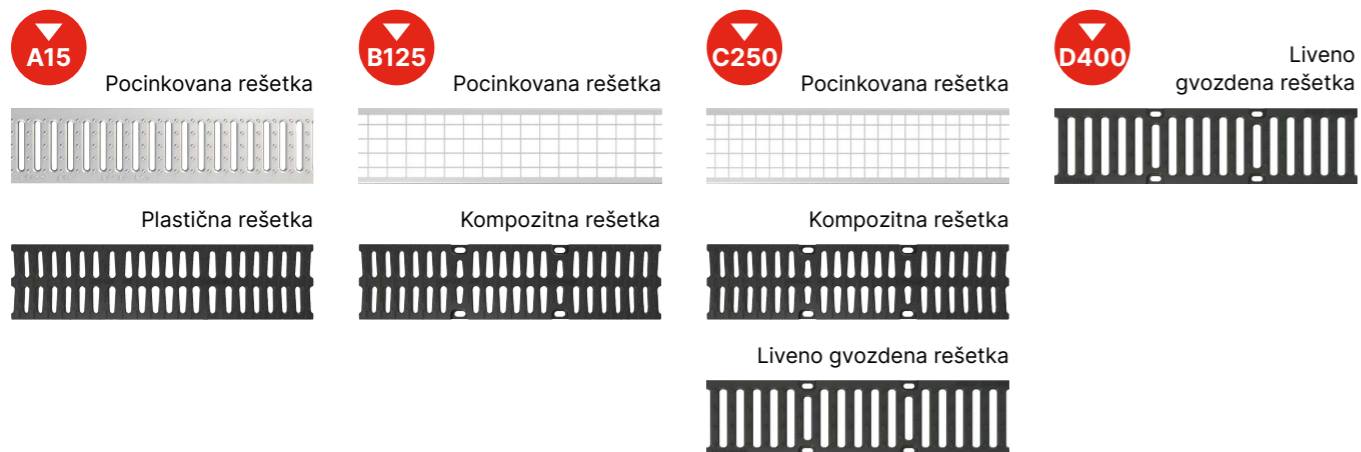 A15
Pocinkovana rešetka
Plastična rešetka
B125
Pocinkovana rešetka
Kompozitna rešetka
C250
Pocinkovana rešetka
Kompozitna rešetka
Liveno gvozdena rešetka
D400
Liveno
gvozdena rešetka